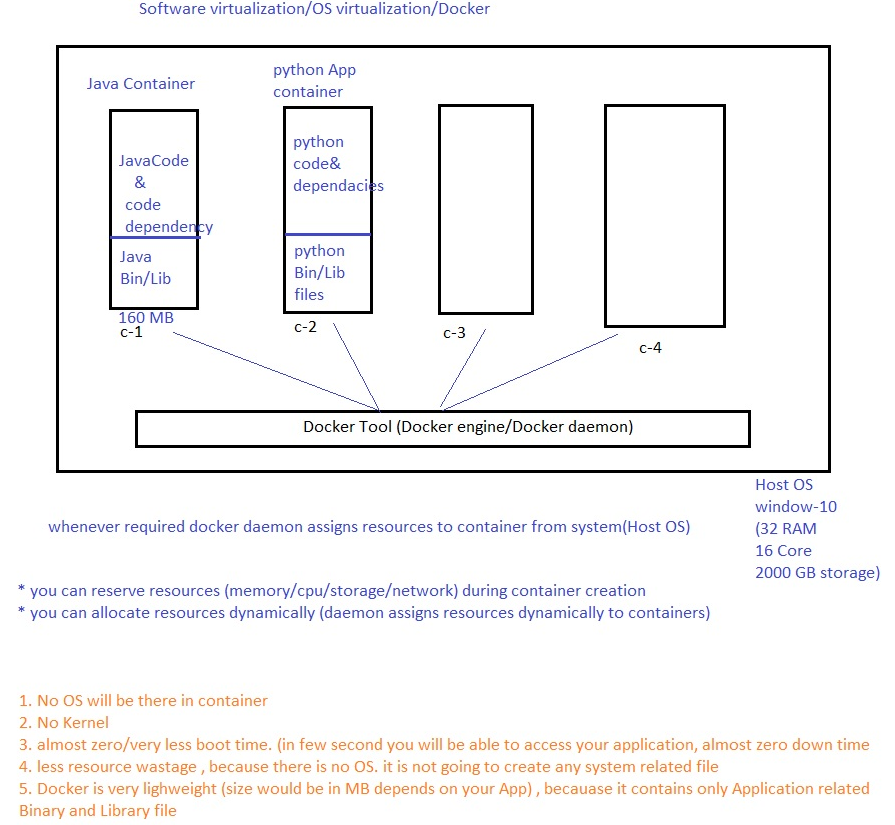 Software virtualization/OS virtualization/Docker
Java Container
python App
container
JavaCode
&
code
dependency
Java
Bin/Lib
160 MB
c-1
python
code&
dependacies
python
Bin/Lib
files
c-2
c-3
c-4
Docker Tool (Docker engine/Docker daemon)
Host OS
window-10
(32 RAM
16 Core
2000 GB storage)
whenever required docker daemon assigns resources to container from system(Host OS)
* you can reserve resources (memory/cpu/storage/network) during container creation
* you can allocate resources dynamically (daemon assigns resources dynamically to containers)
1. No OS will be there in container
2. No Kernel
3. almost zero/very less boot time. (in few second you will be able to access your application, almost zero down time
4. less resource wastage , because there is no OS. it is not going to create any system related file
5. Docker is very lighweight (size would be in MB depends on your App) , becauase it contains only Application related
Binary and Library file